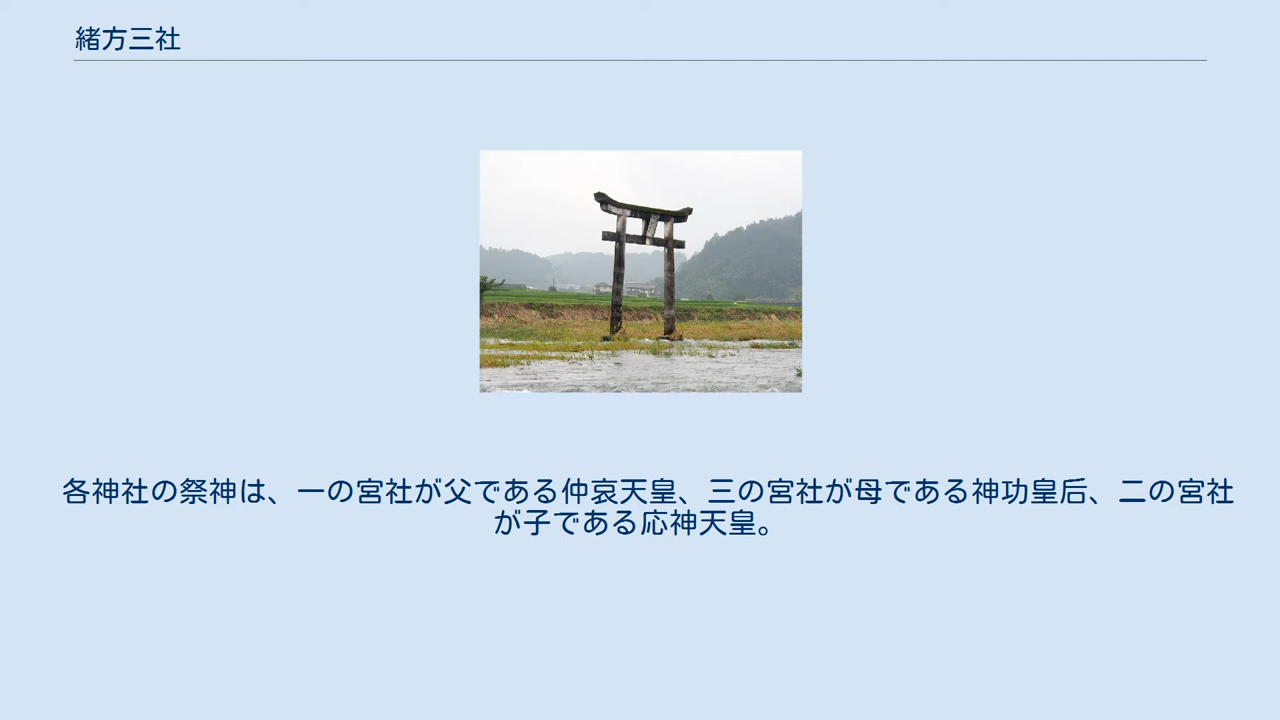 緒方三社
各神社の祭神は、一の宮社が父である仲哀天皇、三の宮社が母である神功皇后、二の宮社
が子である応神天皇。